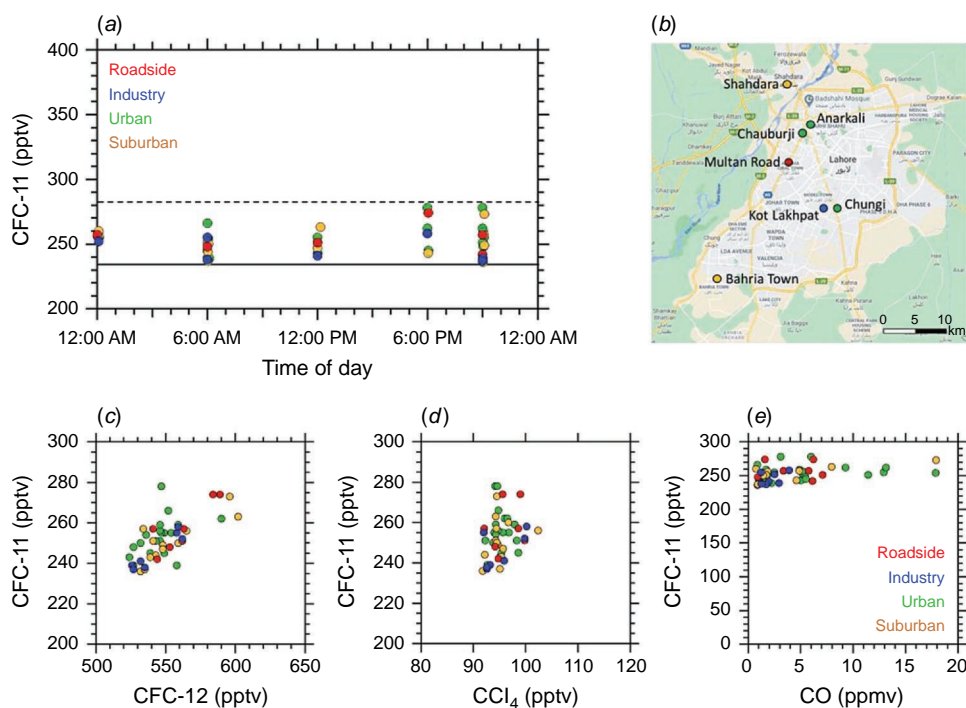 (a)
400
350
300
250
200
CFC-11 (pptv)
Roadside
Industry
Urban
Suburban
12:00 AM 6:00 AM 12:00 PM 6:00 PM 12:00 AM
Time of day
(b)
Shahdara
Badshahi Mosque
Anarkali
Chauburji
Multan Road
Lahore
لاہور
Kot Lakhpat
Chungi
Bahria Town
0 5 10
km
(c)
300
280
260
240
220
200
CFC-11 (pptv)
500 550 600 650
CFC-12 (pptv)
(d)
300
280
260
240
220
200
CFC-11 (pptv)
80 90 100 110 120
CCl4 (pptv)
(e)
300
250
200
150
100
50
0
CFC-11 (pptv)
Roadside
Industry
Urban
Suburban
0 5 10 15 20
CO (ppmv)